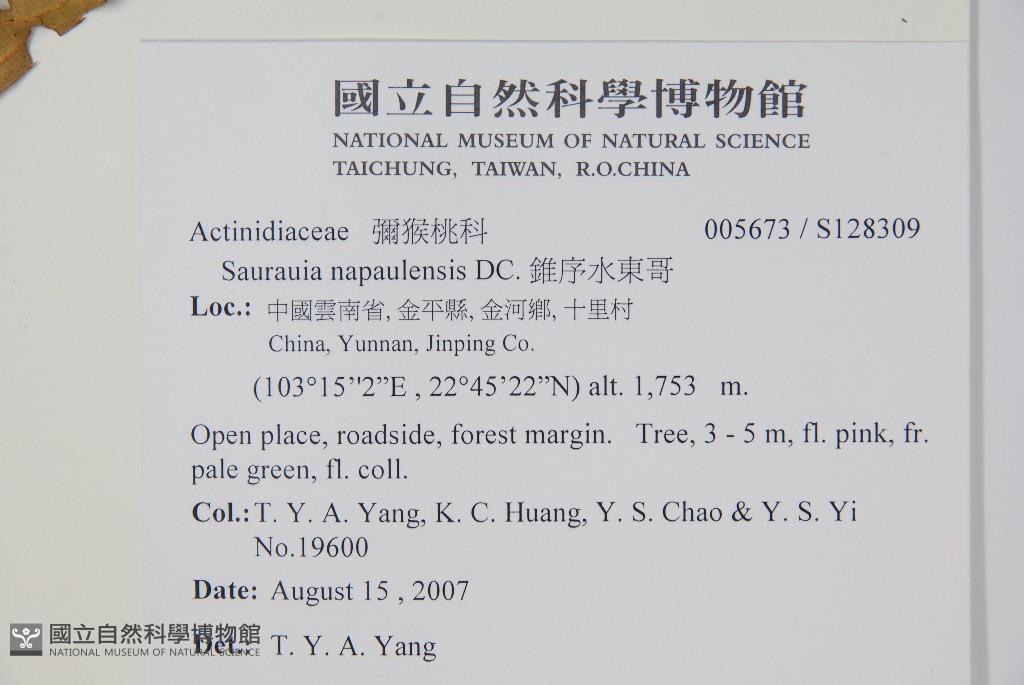 國立自然科學博物館
NATIONAL MUSEUM OF NATURAL SCIENCE
TAICHUNG, TAIWAN, R.O.CHINA
Actinidiaceae 彌猴桃科 005673 / S128309
Saurauia napaulensis DC. 錐序水東哥
Loc.: 中國雲南省, 金平縣, 金河鄉, 十里村
China, Yunnan, Jinping Co.
(103°15’'2”E , 22°45’22”N) alt. 1,753 m.
Open place, roadside, forest margin. Tree, 3 - 5 m, fl. pink, fr.
pale green, fl. coll.
Col.: T. Y. A. Yang, K. C. Huang, Y. S. Chao & Y. S. Yi
No.19600
Date: August 15 , 2007
Det.: T. Y. A. Yang
國立自然科學博物館
NATIONAL MUSEUM OF NATURAL SCIENCE